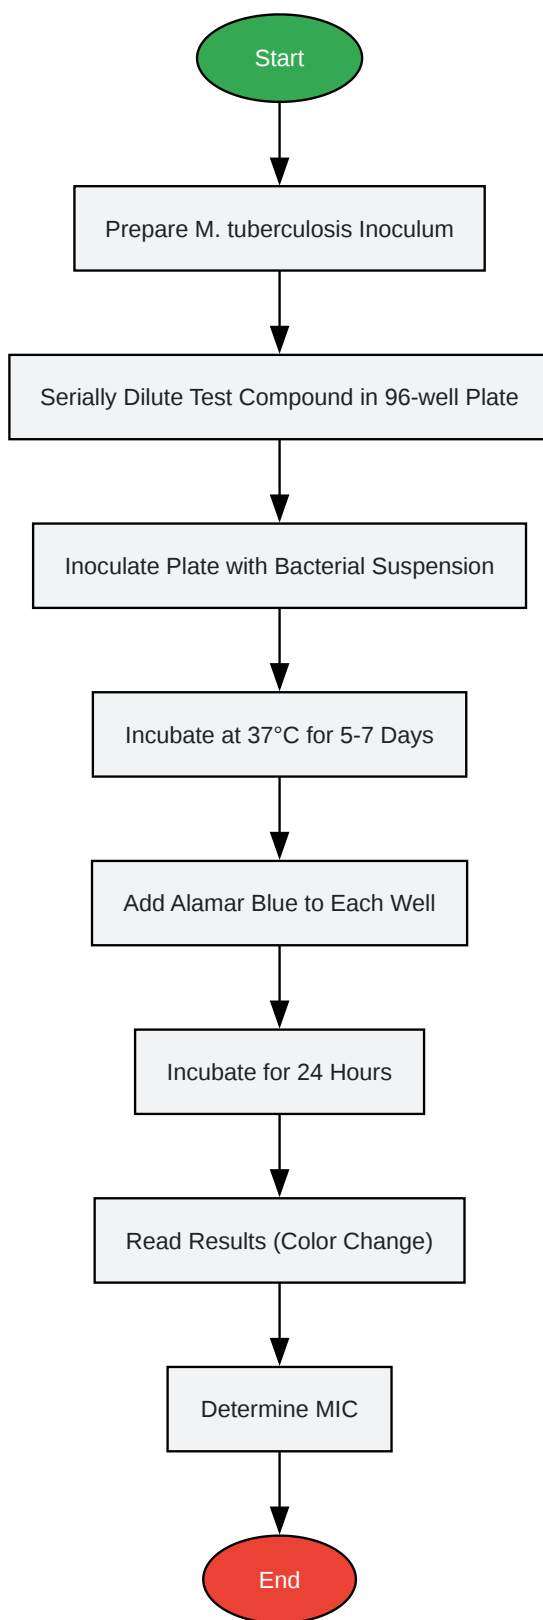 Start
Prepare M. tuberculosis Inoculum
Serially Dilute Test Compound in 96-well Plate
Inoculate Plate with Bacterial Suspension
Incubate at 37°C for 5-7 Days
Add Alamar Blue to Each Well
Incubate for 24 Hours
Read Results (Color Change)
Determine MIC
End